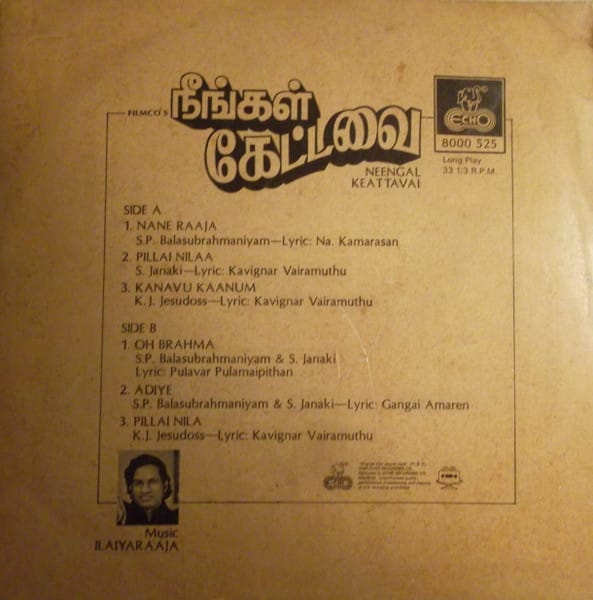 FILMCO'S
நீங்கள்
கேட்டவை
NEENGAL
KEATTAVAI
ECHO
8000 525
Long Play
33 1/3 R.P.M.
SIDE A
1. NANE RAAJA
S.P. Balasubrahmaniyam—Lyric: Na. Kamarasan
2. PILLAI NILAA
S. Janaki—Lyric: Kavignar Vairamuthu
3. KANAVU KAANUM
K.J. Jesudoss—Lyric: Kavignar Vairamuthu
SIDE B
1. OH BRAHMA
S.P. Balasubrahmaniyam & S. Janaki
Lyric: Pulavar Pulamaipithan
2. ADIYE
S.P. Balasubrahmaniyam & S. Janaki—Lyric: Gangai Amaren
3. PILLAI NILA
K.J. Jesudoss—Lyric: Kavignar Vairamuthu
Music
ILAIYARAAJA
ECHO